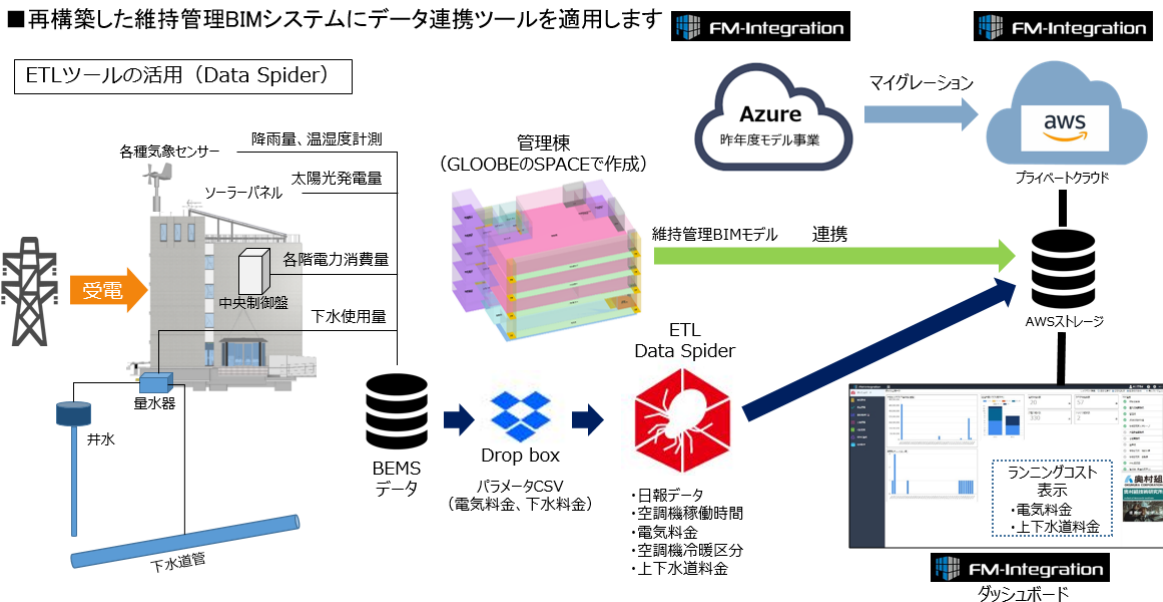 ■再構築した維持管理BIMシステムにデータ連携ツールを適用します
FM-Integration
FM-Integration
ETLツールの活用（Data Spider）
マイグレーション
Azure
昨年度モデル事業
aws
プライベートクラウド
各種気象センサー
降雨量、温湿度計測
ソーラーパネル
太陽光発電量
管理棟
（GLOOBEのSPACEで作成）
維持管理BIMモデル　連携
受電
各階電力消費量
中央制御盤
下水使用量
AWSストレージ
ETL
Data Spider
量水器
井水
下水道管
BEMS
データ
Drop box
パラメータCSV
（電気料金、下水料金）
・日報データ
・空調機稼働時間
・電気料金
・空調機冷暖区分
・上下水道料金
FM-Integration
ランニングコスト
表示
・電気料金
・上下水道料金
奥村組
FM-Integration
ダッシュボード